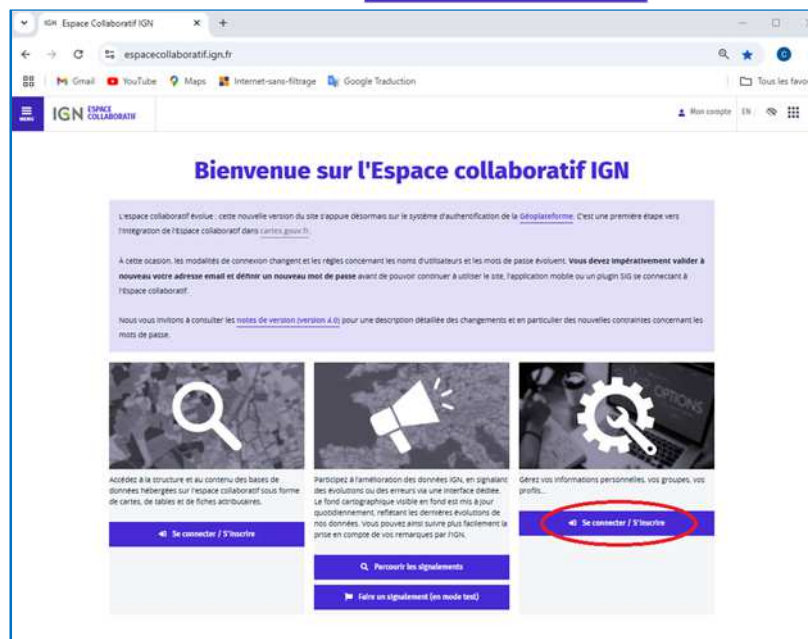 IGN Espace Collaboratif IGN
espacecollaboratif.ign.fr
Gmail YouTube Maps Internet-sans-filtrage Google Traduction
Tous les favo
MENU IGN ESPACE COLLABORATIF Mon compte EN
Bienvenue sur l'Espace collaboratif IGN
L'espace collaboratif évolue : cette nouvelle version du site s'appuie désormais sur le système d'authentification de la Géoplateforme. C'est une première étape vers
l'intégration de l'Espace collaboratif dans cartes.gouv.fr.
À cette ocasion, les modalités de connexion changent et les règles concernant les noms d'utilisateurs et les mots de passe évoluent. Vous devez impérativement valider à
nouveau votre adresse email et définir un nouveau mot de passe avant de pouvoir continuer à utiliser le site, l'application mobile ou un plugin SIG se connectant à
l'Espace collaboratif.
Nous vous invitons à consulter les notes de version (version 4.0) pour une description détaillée des changements et en particulier des nouvelles contraintes concernant les
mots de passe.
OPTIONS
Accédez à la structure et au contenu des bases de
données hébergées sur l'espace collaboratif sous forme
de cartes, de tables et de fiches attributaires.
Se connecter / S'inscrire
Participez à l'amélioration des données IGN, en signalant
des évolutions ou des erreurs via une interface dédiée.
Le fond cartographique visible en fond est mis à jour
quotidiennement, reflétant les dernières évolutions de
nos données. Vous pouvez ainsi suivre plus facilement la
prise en compte de vos remarques par l'IGN.
Parcourir les signalements
Faire un signalement (en mode test)
Gérez vos informations personnelles, vos groupes, vos
profils...
Se connecter / S'inscrire